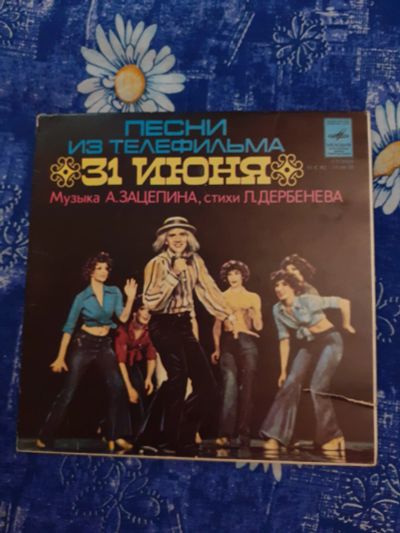 ПЕСНИ
ИЗ ТЕЛЕФИЛЬМА
31 ИЮНЯ
Музыка А.ЗАЦЕПИНА, стихи Л.ДЕРБЕНЕВА